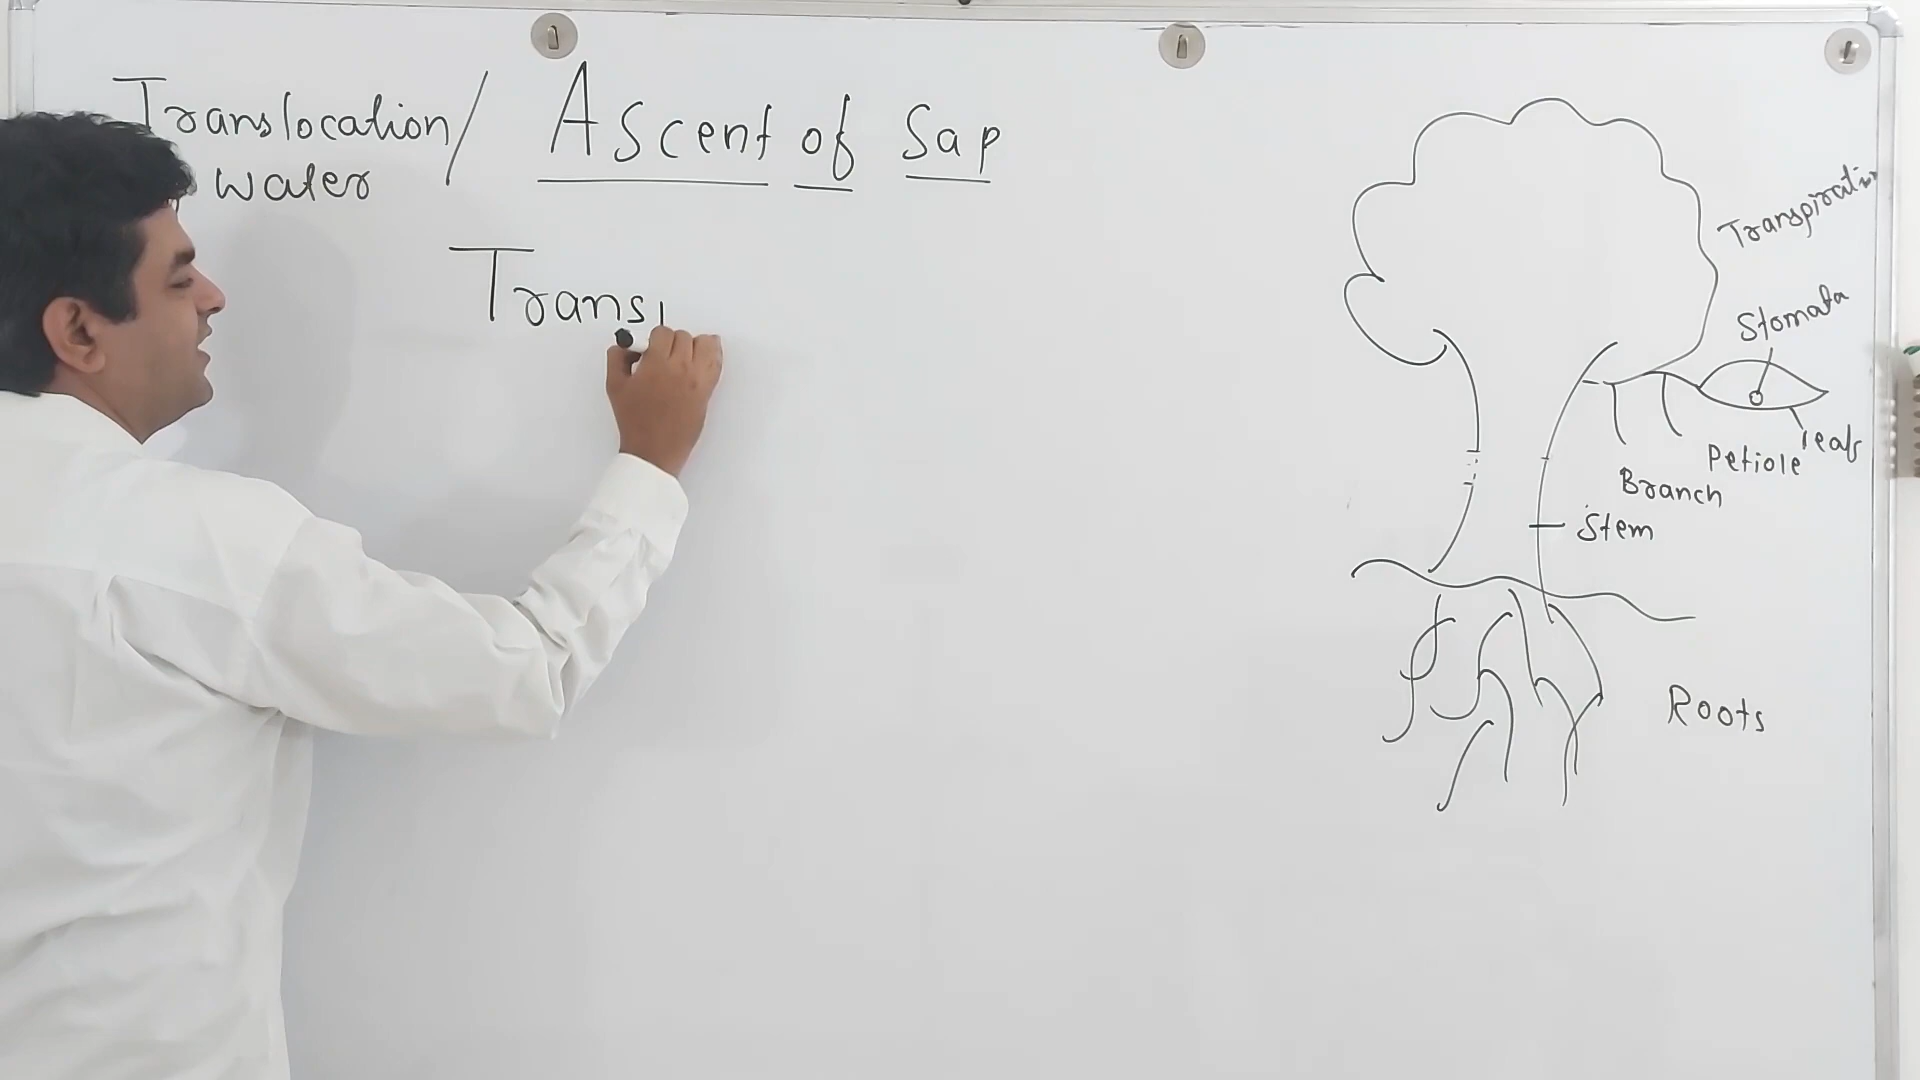 Translocation/ Ascent of Sap
water
Trans
Transpiration
Stomata
leaf
Petiole
Branch
Stem
Roots